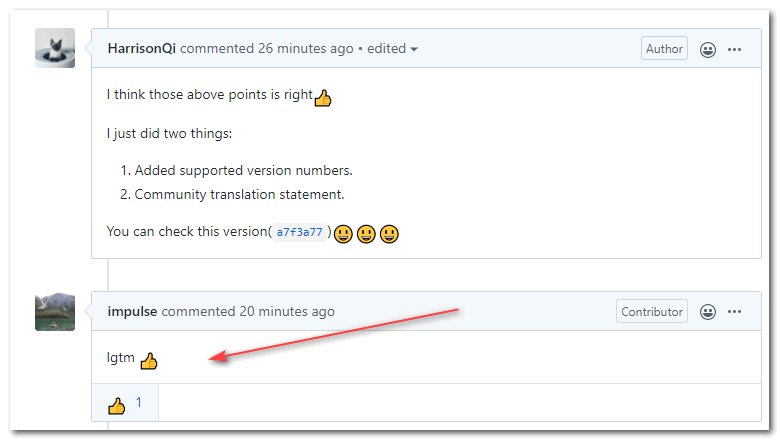 HarrisonQi commented 26 minutes ago • edited
Author
I think those above points is right👍
I just did two things:
1. Added supported version numbers.
2. Community translation statement.
You can check this version(a7f3a77)😃😃😃
impulse commented 20 minutes ago
Contributor
lgtm 👍
👍 1